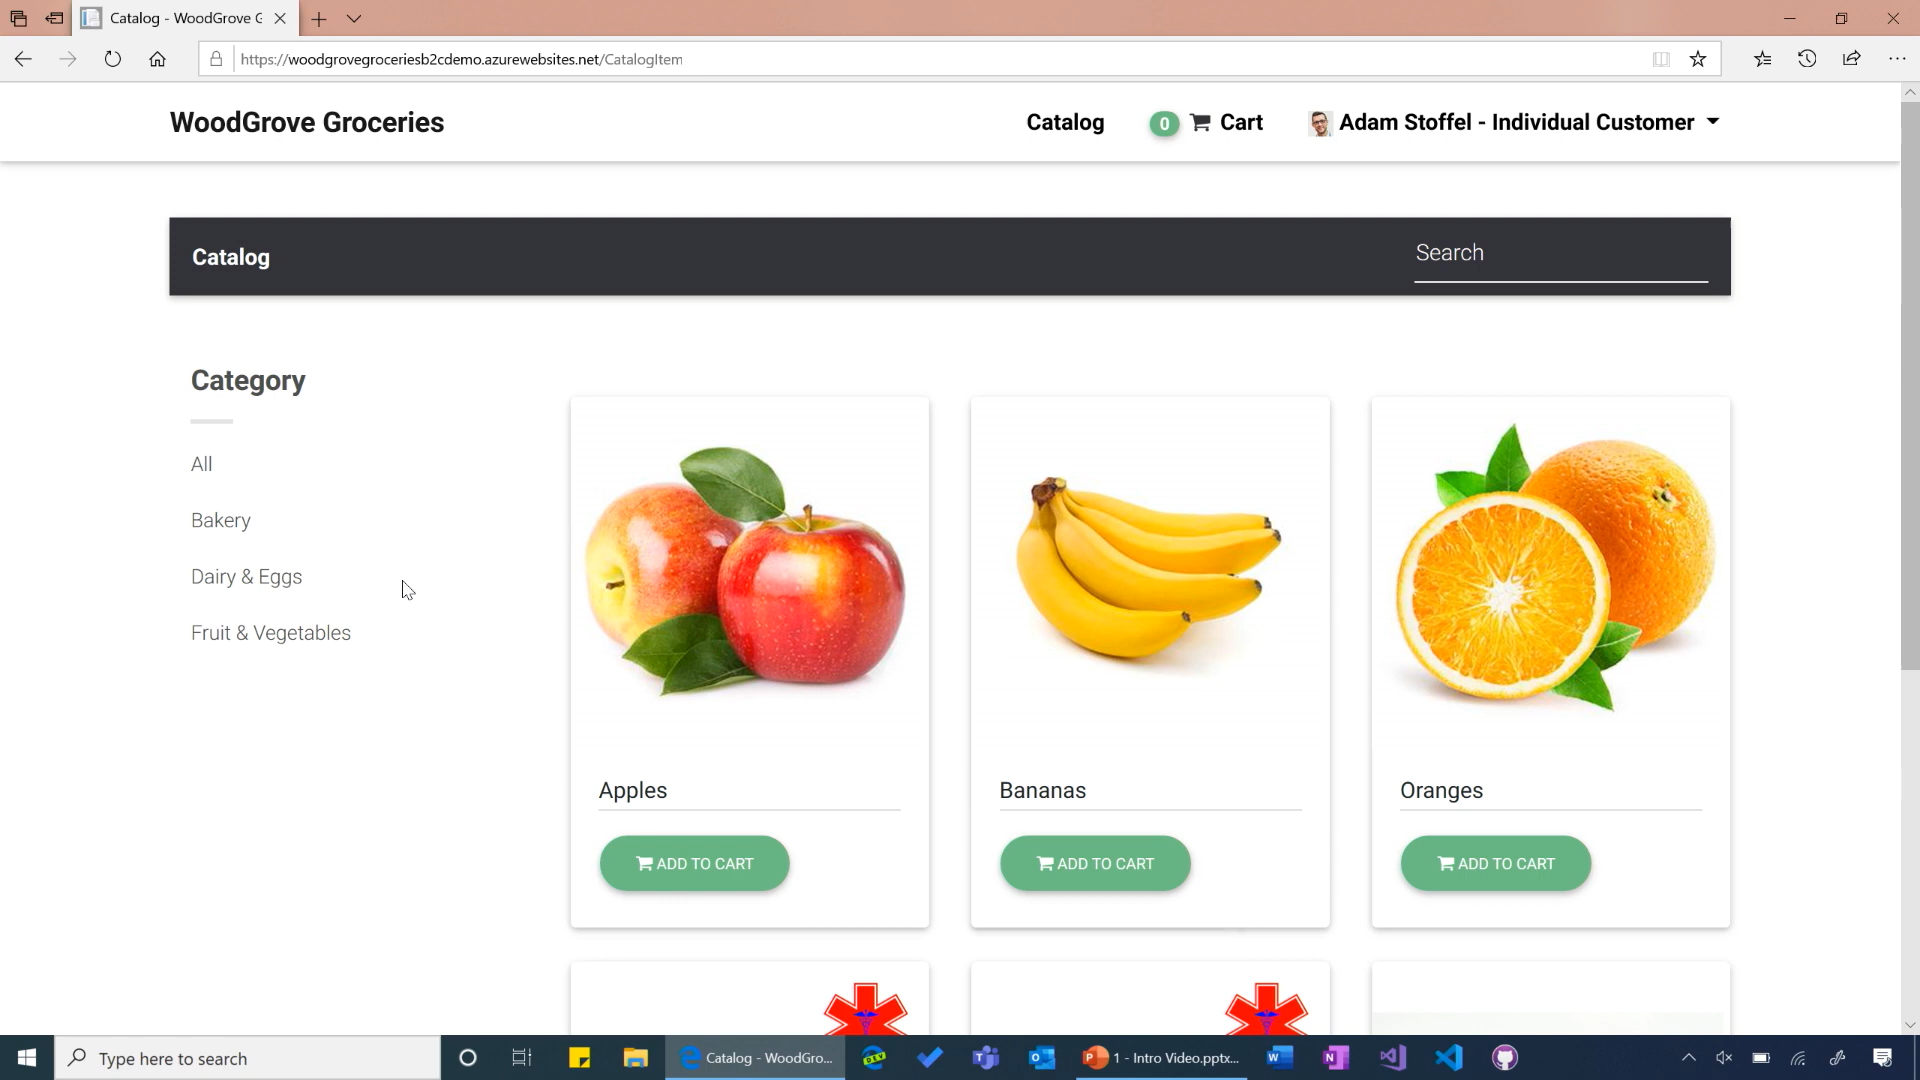 Catalog - WoodGrove G
https://woodgrovegroceriesb2cdemo.azurewebsites.net/CatalogItem
WoodGrove Groceries
Catalog
0 Cart
Adam Stoffel - Individual Customer
Catalog
Search
Category
All
Bakery
Dairy & Eggs
Fruit & Vegetables
Apples
Bananas
Oranges
ADD TO CART
ADD TO CART
ADD TO CART
Type here to search
Catalog - WoodGro...
DEV
1 - Intro Video.pptx...